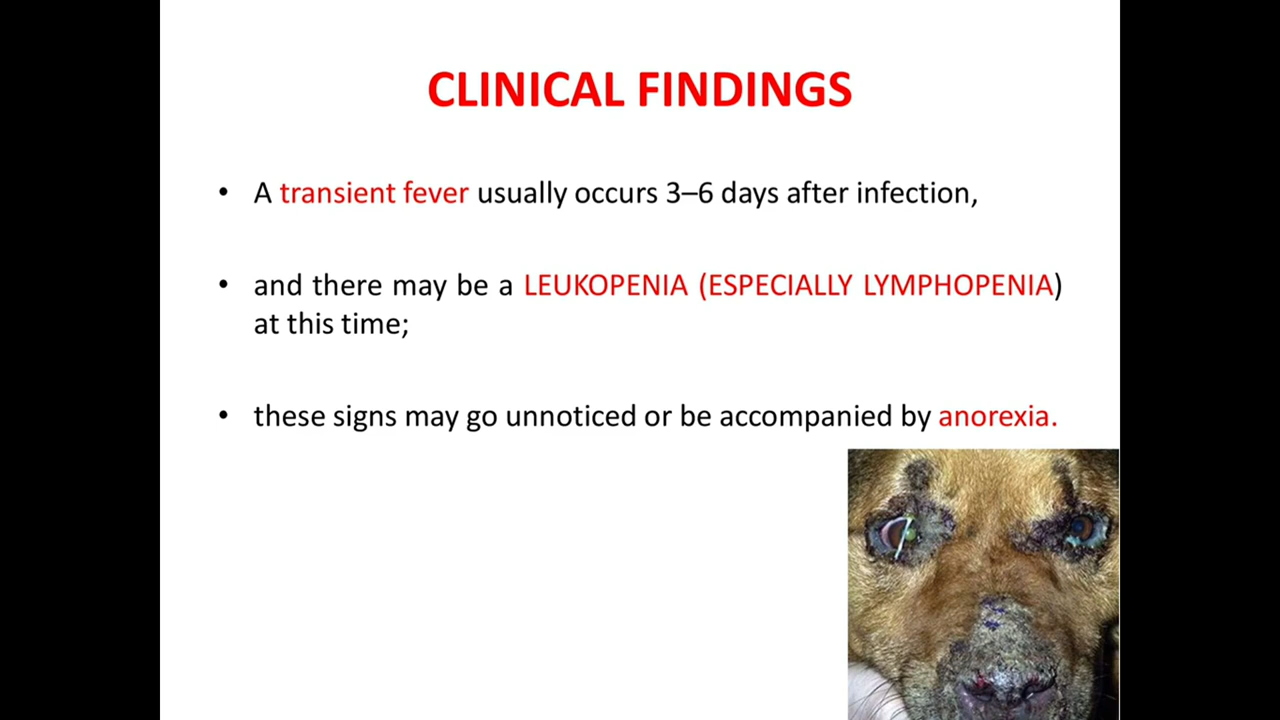 CLINICAL FINDINGS
• A transient fever usually occurs 3–6 days after infection,
• and there may be a LEUKOPENIA (ESPECIALLY LYMPHOPENIA)
at this time;
• these signs may go unnoticed or be accompanied by anorexia.